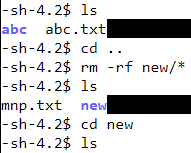 -sh-4.2$ ls
abc  abc.txt
-sh-4.2$ cd ..
-sh-4.2$ rm -rf new/*
-sh-4.2$ ls
mnp.txt  new
-sh-4.2$ cd new
-sh-4.2$ ls